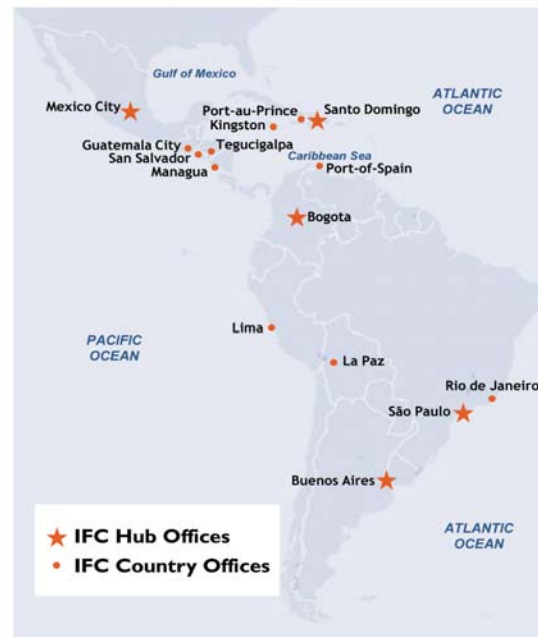 Gulf of Mexico
ATLANTIC
OCEAN
Mexico City
Port-au-Prince
Santo Domingo
Kingston
Guatemala City
Tegucigalpa
San Salvador
Caribbean Sea
Managua
Port-of-Spain
Bogota
PACIFIC
OCEAN
Lima
La Paz
Rio de Janeiro
São Paulo
Buenos Aires
ATLANTIC
OCEAN
IFC Hub Offices
IFC Country Offices